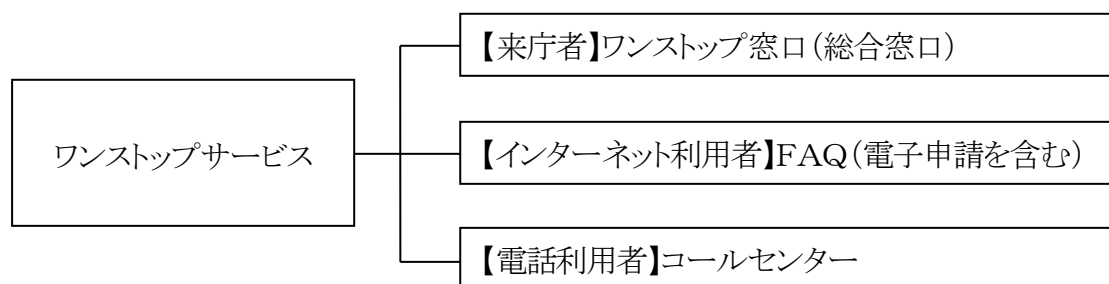 【来庁者】ワンストップ窓口(総合窓口)
ワンストップサービス
【インターネット利用者】FAQ(電子申請を含む)
【電話利用者】コールセンター